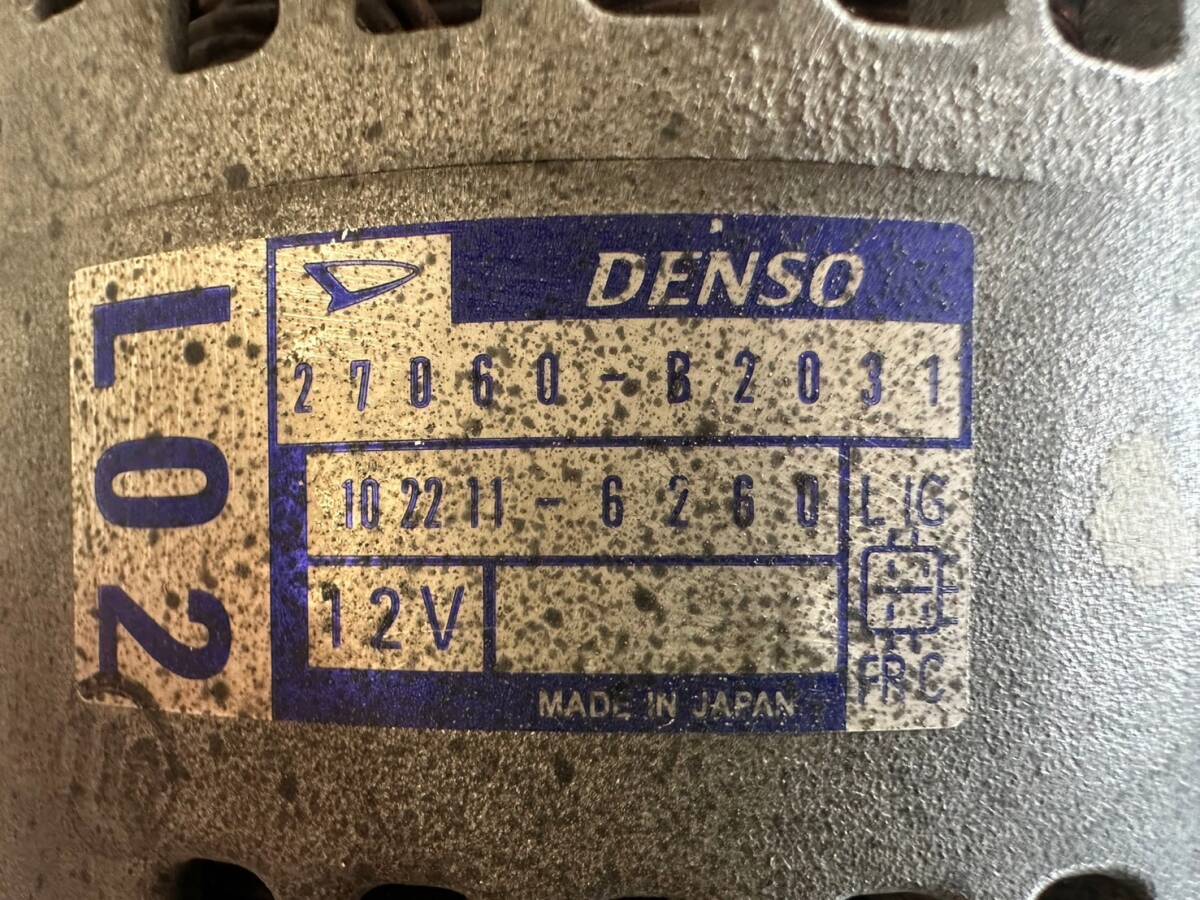 L02
DENSO
27060-B2031
102211-6260
L IG
12V
FR C
MADE IN JAPAN